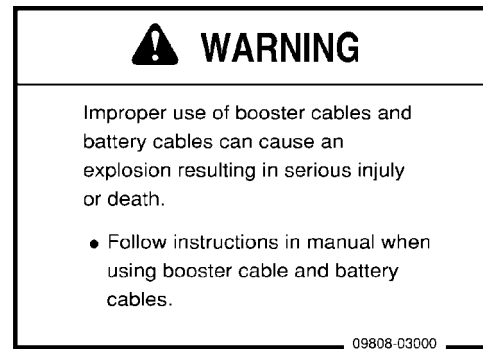 WARNING
Improper use of booster cables and
battery cables can cause an
explosion resulting in serious injuly
or death.
• Follow instructions in manual when
using booster cable and battery
cables.
09808-03000